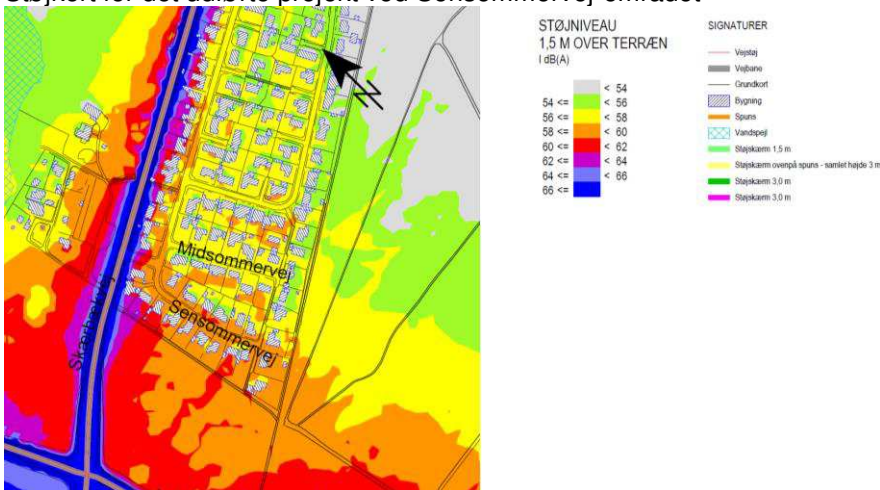 Støjkort for det udførte projekt ved Sensommervej-området
Midsommervej
Sensommervej
Skærbækvej
N
STØJNIVEAU
1,5 M OVER TERRÆN
I dB(A)
< 54
54 <= < 56
56 <= < 58
58 <= < 60
60 <= < 62
62 <= < 64
64 <= < 66
66 <=
SIGNATURER
Vejstøj
Vejbane
Grundkort
Bygning
Spuns
Vandspejl
Støjskærm 1,5 m
Støjskærm ovenpå spuns - samlet højde 3 m
Støjskærm 3,0 m
Støjskærm 3,0 m